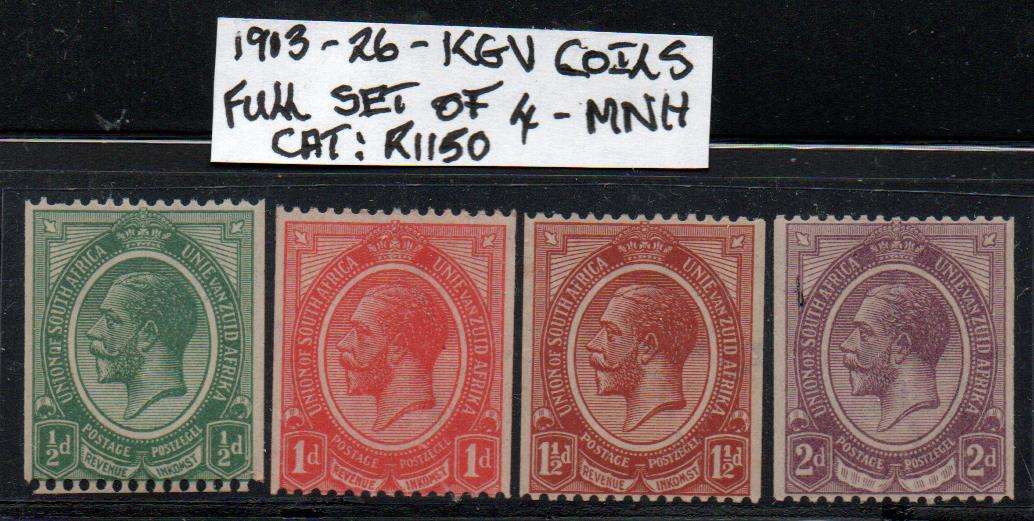 1913-26-KGV COILS
FULL SET OF 4-MNH
CAT: R1150
UNION OF SOUTH AFRICA UNIE VAN ZUID AFRIKA
POSTAGE POSTZEGEL
½d REVENUE INKOMST ½d
UNION OF SOUTH AFRICA UNIE VAN ZUID AFRIKA
POSTAGE POSTZEGEL
1d REVENUE INKOMST 1d
UNION OF SOUTH AFRICA UNIE VAN ZUID AFRIKA
POSTAGE POSTZEGEL
1½d REVENUE INKOMST 1½d
UNION OF SOUTH AFRICA UNIE VAN ZUID AFRIKA
POSTAGE POSTZEGEL
2d 2d